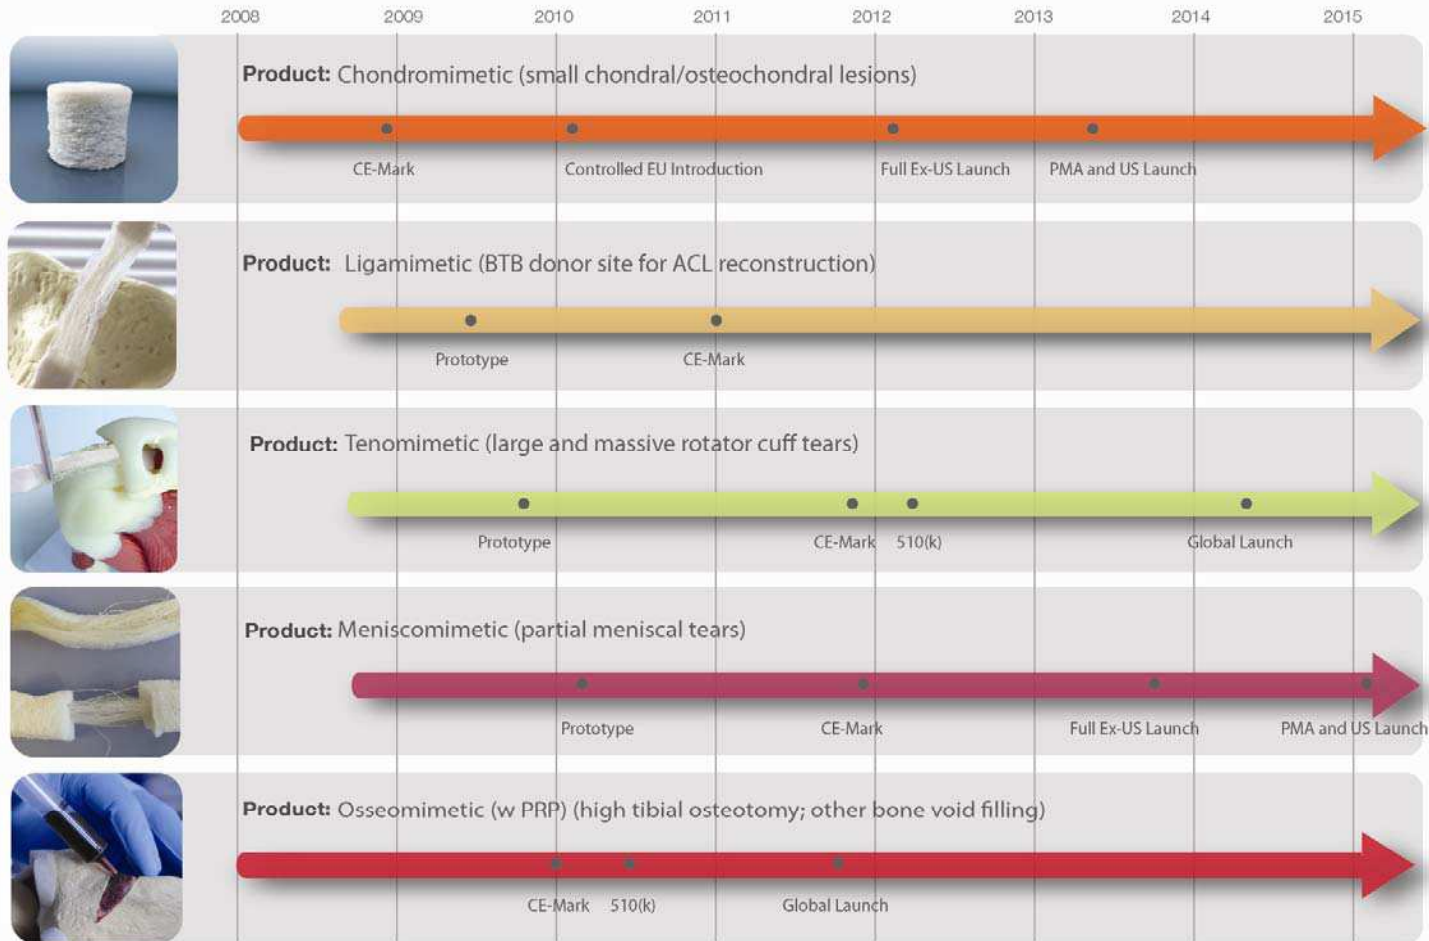 2008 2009 2010 2011 2012 2013 2014 2015
Product: Chondromimetic (small chondral/osteochondral lesions)
CE-Mark Controlled EU Introduction Full Ex-US Launch PMA and US Launch
Product: Ligamimetic (BTB donor site for ACL reconstruction)
Prototype CE-Mark
Product: Tenomimetic (large and massive rotator cuff tears)
Prototype CE-Mark 510(k) Global Launch
Product: Meniscomimetic (partial meniscal tears)
Prototype CE-Mark Full Ex-US Launch PMA and US Launch
Product: Osseomimetic (w PRP) (high tibial osteotomy; other bone void filling)
CE-Mark 510(k) Global Launch